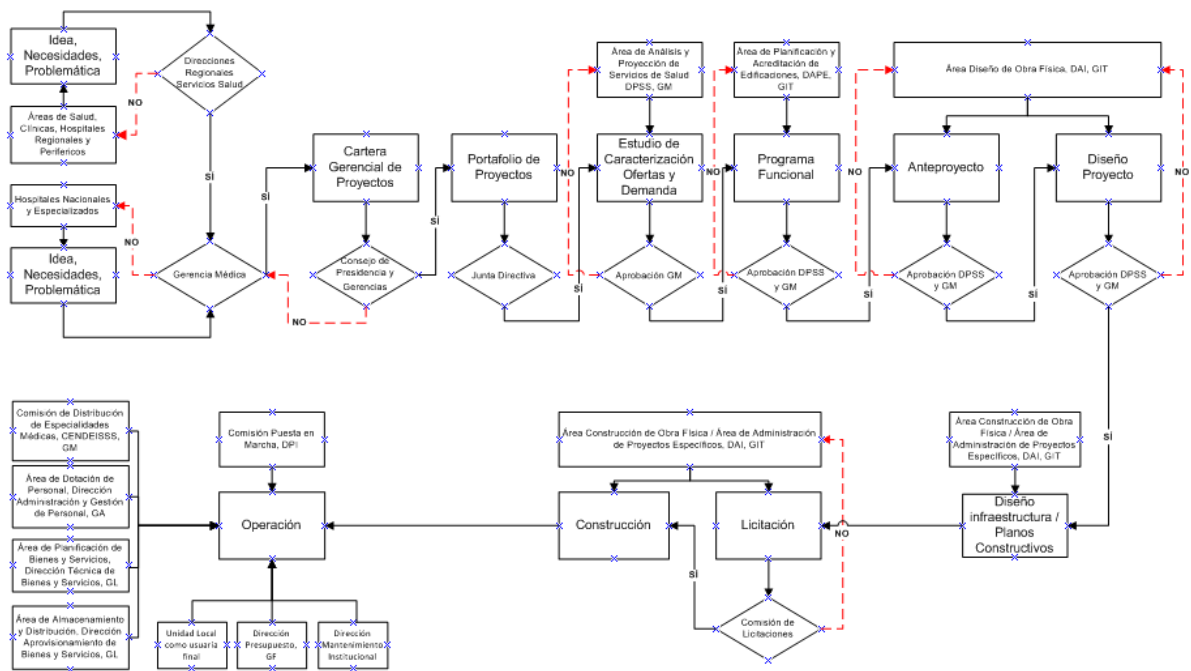 Idea,
Necesidades,
Problemática
Direcciones
Regionales
Servicios Salud
NO
Áreas de Salud,
Clínicas, Hospitales
Regionales y
Perifericos
SÍ
Hospitales Nacionales
y Especializados
NO
Idea,
Necesidades,
Problemática
Gerencia Médica
SÍ
Cartera
Gerencial de
Proyectos
Consejo de
Presidencia y
Gerencias
NO
SÍ
Portafolio de
Proyectos
Junta Directiva
SÍ
Área de Análisis y
Proyección de
Servicios de Salud
DPSS, GM
NO
Estudio de
Caracterización
Ofertas y
Demanda
Aprobación GM
SÍ
Área de Planificación y
Acreditación de
Edificaciones, DAPE,
GIT
NO
Programa
Funcional
Aprobación DPSS
y GM
SÍ
Área Diseño de Obra Física, DAI, GIT
NO
Anteproyecto
Aprobación DPSS
y GM
SÍ
Diseño
Proyecto
NO
Aprobación DPSS
y GM
SÍ
Comisión de Distribución
de Especialidades
Médicas, CENDEISSS,
GM
Área de Dotación de
Personal, Dirección
Administración y Gestión
de Personal, GA
Área de Planificación de
Bienes y Servicios,
Dirección Técnica de
Bienes y Servicios, GL
Área de Almacenamiento
y Distribución, Dirección
Aprovisionamiento de
Bienes y Servicios, GL
Comisión Puesta en
Marcha, DPI
Operación
Unidad Local
como usuaria
final
Dirección
Presupuesto,
GF
Dirección
Mantenimiento
Institucional
Área Construcción de Obra Física / Área de Administración
de Proyectos Específicos, DAI, GIT
Construcción
Licitación
SÍ
NO
Comisión de
Licitaciones
Área Construcción de Obra
Física / Área de
Administración de Proyectos
Específicos, DAI, GIT
Diseño
infraestructura /
Planos
Constructivos